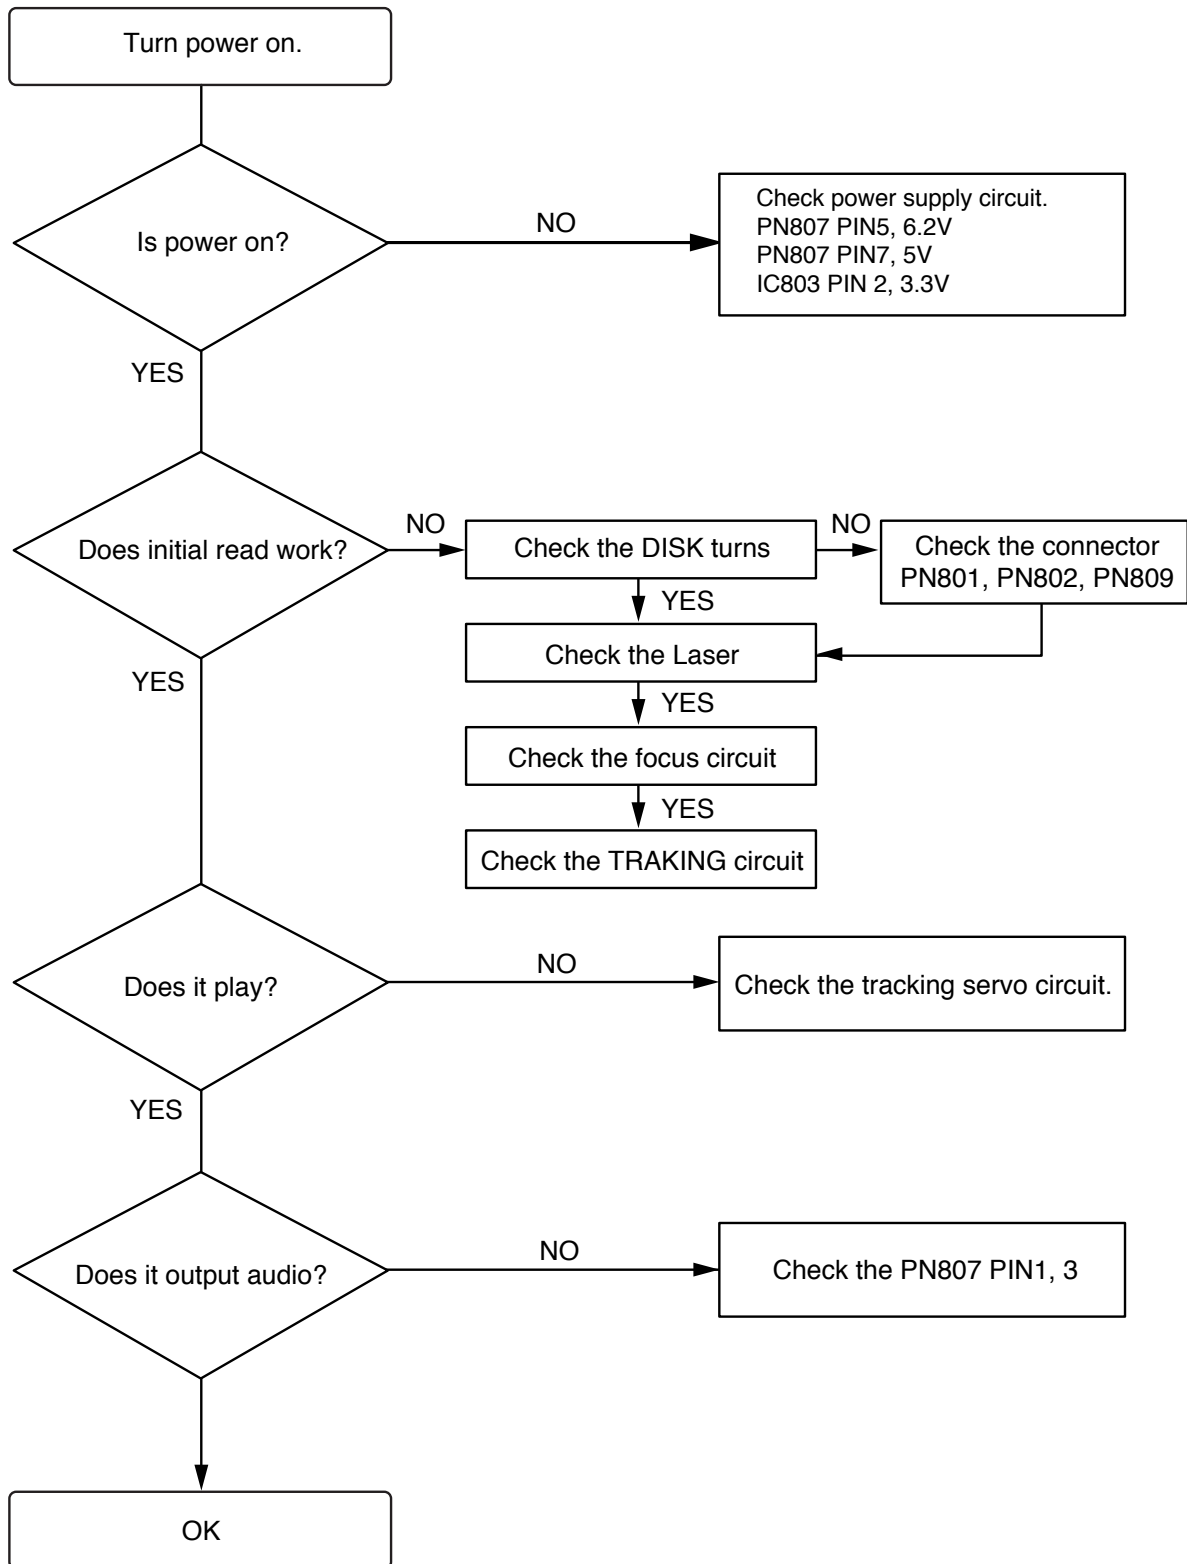 Turn power on.
Is power on?
NO
Check power supply circuit.
PN807 PIN5, 6.2V
PN807 PIN7, 5V
IC803 PIN 2, 3.3V
YES
Does initial read work?
NO
Check the DISK turns
NO
Check the connector
PN801, PN802, PN809
YES
Check the Laser
YES
Check the focus circuit
YES
Check the TRAKING circuit
YES
Does it play?
NO
Check the tracking servo circuit.
YES
Does it output audio?
NO
Check the PN807 PIN1, 3
OK